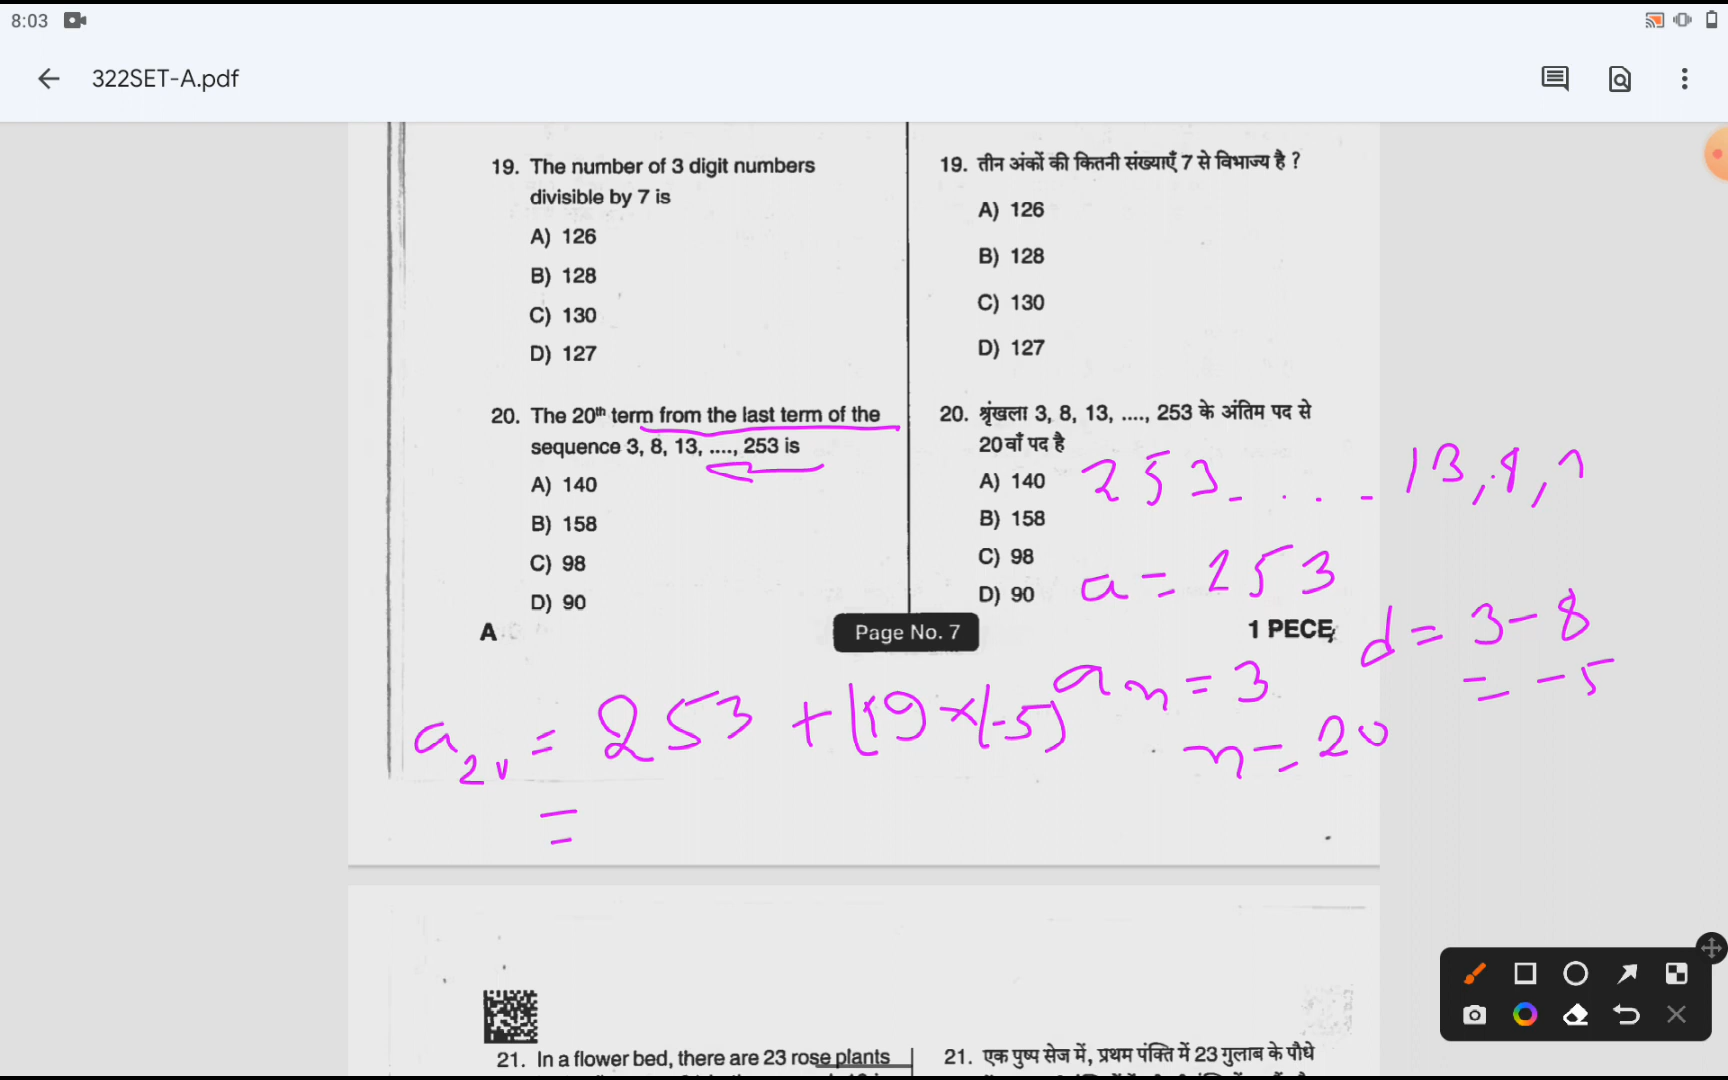 8:03
322SET-A.pdf
19. The number of 3 digit numbers
divisible by 7 is
A) 126
B) 128
C) 130
D) 127
20. The 20th term from the last term of the
sequence 3, 8, 13, ...., 253 is
A) 140
B) 158
C) 98
D) 90
A
19. तीन अंकों की कितनी संख्याएँ 7 से विभाज्य है ?
A) 126
B) 128
C) 130
D) 127
20. श्रृंखला 3, 8, 13, ...., 253 के अंतिम पद से
20वाँ पद है
A) 140
B) 158
C) 98
D) 90
Page No. 7
1 PECE
253 - . . . - 13, 8,
a = 253
d = 3 - 8
= -5
an = 3
n = 20
a20 = 253 + (19 × (-5)
=
21. In a flower bed, there are 23 rose plants
21. एक पुष्प सेज में, प्रथम पंक्ति में 23 गुलाब के पौधे